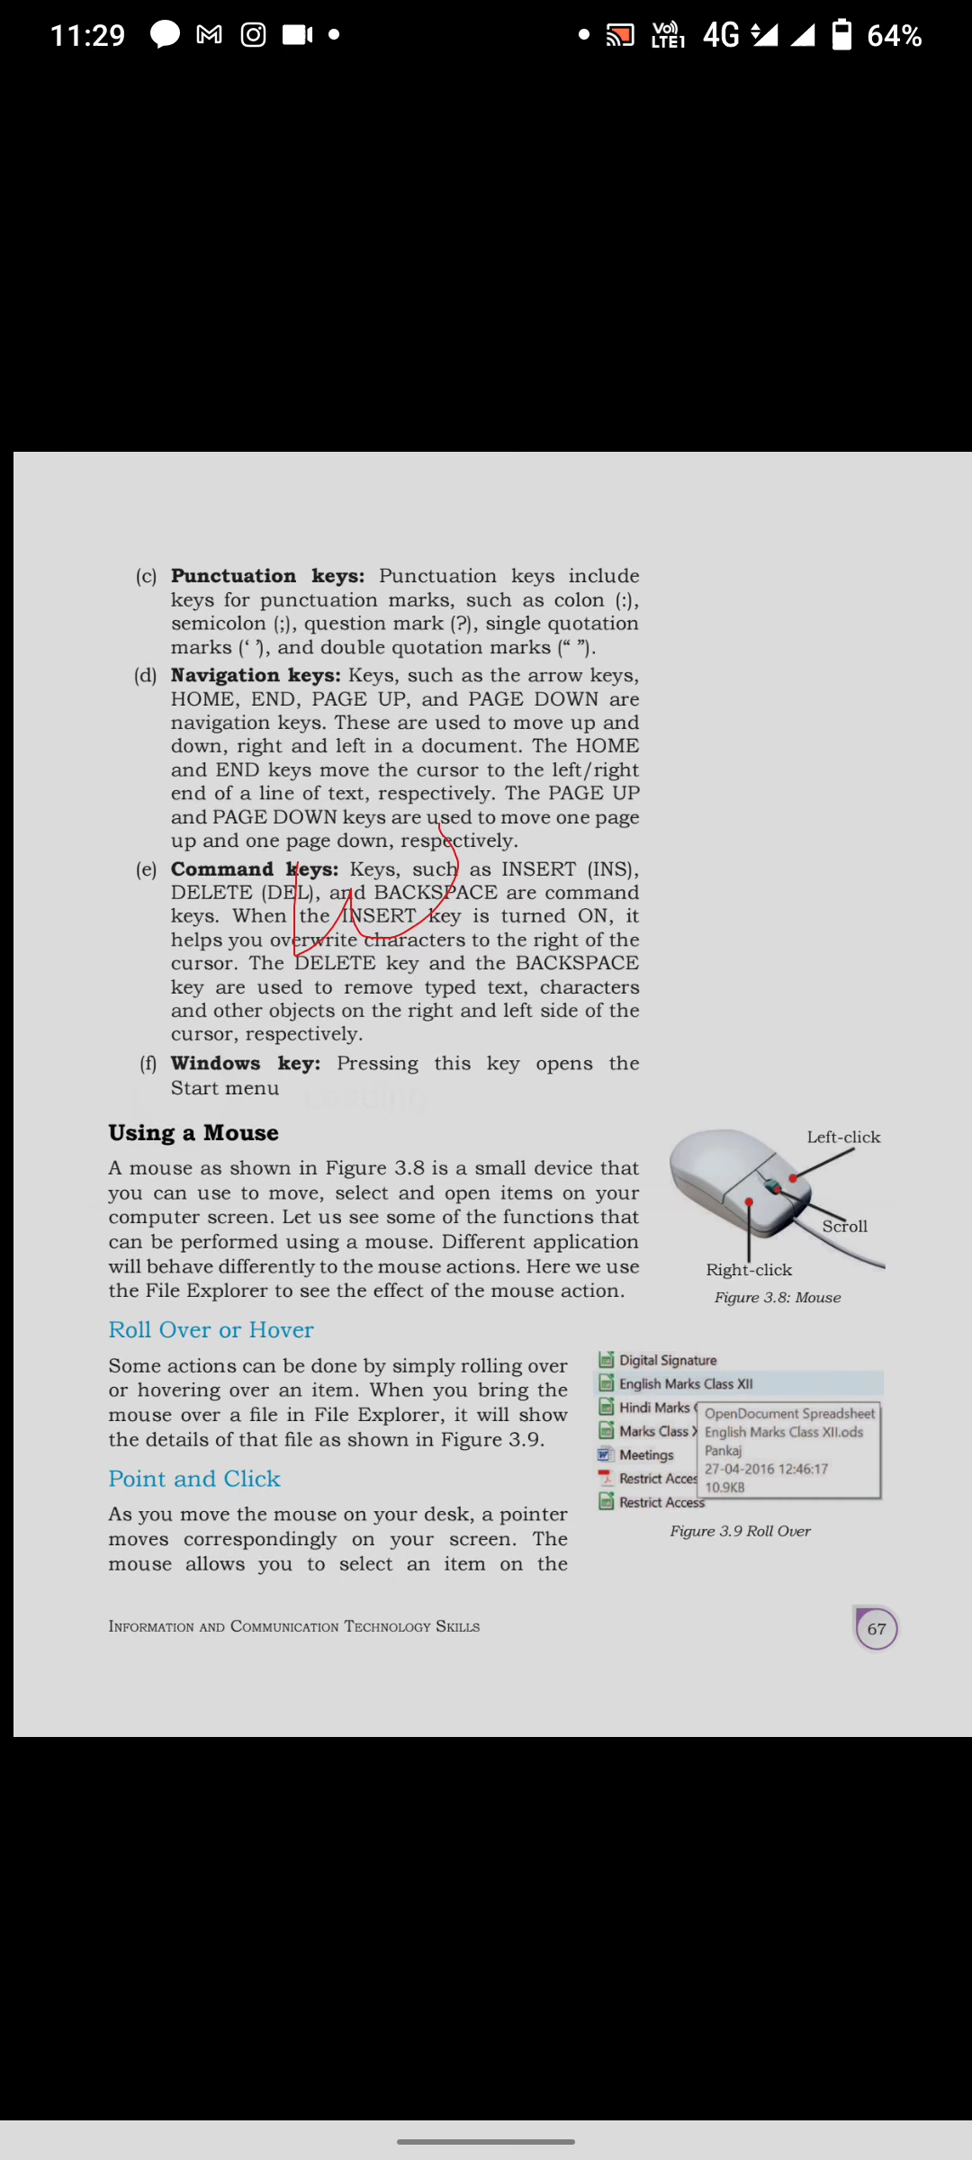 11:29
VoI) LTE1 4G 64%
(c) Punctuation keys: Punctuation keys include
keys for punctuation marks, such as colon (:),
semicolon (;), question mark (?), single quotation
marks (‘ ’), and double quotation marks (“ ”).
(d) Navigation keys: Keys, such as the arrow keys,
HOME, END, PAGE UP, and PAGE DOWN are
navigation keys. These are used to move up and
down, right and left in a document. The HOME
and END keys move the cursor to the left/right
end of a line of text, respectively. The PAGE UP
and PAGE DOWN keys are used to move one page
up and one page down, respectively.
(e) Command keys: Keys, such as INSERT (INS),
DELETE (DEL), and BACKSPACE are command
keys. When the INSERT key is turned ON, it
helps you overwrite characters to the right of the
cursor. The DELETE key and the BACKSPACE
key are used to remove typed text, characters
and other objects on the right and left side of the
cursor, respectively.
(f) Windows key: Pressing this key opens the
Start menu
Using a Mouse
A mouse as shown in Figure 3.8 is a small device that
you can use to move, select and open items on your
computer screen. Let us see some of the functions that
can be performed using a mouse. Different application
will behave differently to the mouse actions. Here we use
the File Explorer to see the effect of the mouse action.
Left-click
Scroll
Right-click
Figure 3.8: Mouse
Roll Over or Hover
Some actions can be done by simply rolling over
or hovering over an item. When you bring the
mouse over a file in File Explorer, it will show
the details of that file as shown in Figure 3.9.
Digital Signature
English Marks Class XII
Hindi Marks
Marks Class X
Meetings
Restrict Acces
Restrict Access
OpenDocument Spreadsheet
English Marks Class XII.ods
Pankaj
27-04-2016 12:46:17
10.9KB
Figure 3.9 Roll Over
Point and Click
As you move the mouse on your desk, a pointer
moves correspondingly on your screen. The
mouse allows you to select an item on the
INFORMATION AND COMMUNICATION TECHNOLOGY SKILLS
67